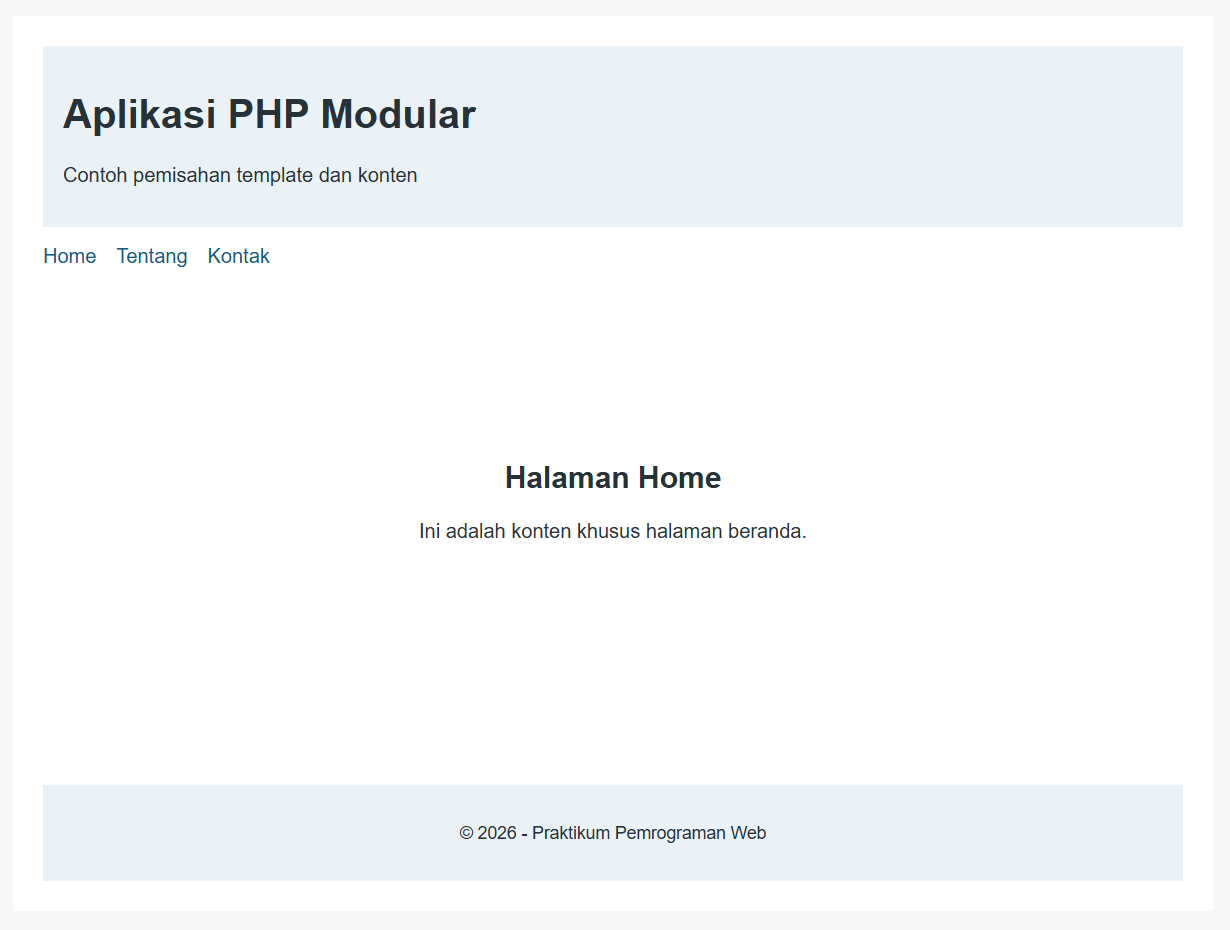 Aplikasi PHP Modular
Contoh pemisahan template dan konten
Home Tentang Kontak
Halaman Home
Ini adalah konten khusus halaman beranda.
© 2026 - Praktikum Pemrograman Web